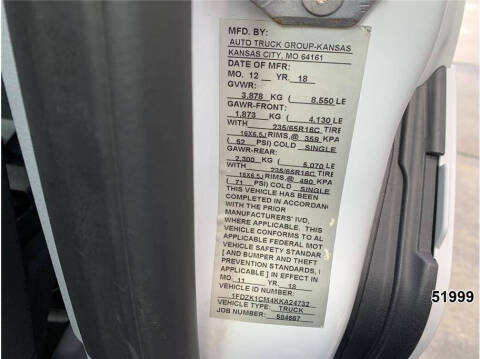 MFD. BY:
AUTO TRUCK GROUP-KANSAS
KANSAS CITY, MO 64161
DATE OF MFR:
MO. 12 YR. 18
GVWR:
3,878 KG ( 8,550 LE
GAWR-FRONT:
1,873 KG ( 4,130 LE
WITH 235/65R16C TIRE
16X6.5J RIMS,@ 359 KPA
( 52 PSI) COLD SINGLE
GAWR-REAR:
2,300 KG ( 5,070 LE
WITH 235/65R16C TIRE
16X6.5J RIMS,@ 490 KPA
( 71 PSI) COLD SINGLE
THIS VEHICLE HAS BEEN
COMPLETED IN ACCORDANC
WITH THE PRIOR
MANUFACTURERS' IVD,
WHERE APPLICABLE. THIS
VEHICLE CONFORMS TO AL
APPLICABLE FEDERAL MOT
VEHICLE SAFETY STANDAR
[ AND BUMPER AND THEFT
PREVENTION STANDARDS, I
APPLICABLE ] IN EFFECT IN
MO. 11 YR. 18
VEHICLE ID NUMBER:
1FDZK1CM4KKA24732
VEHICLE TYPE: TRUCK
JOB NUMBER: 584667
51999